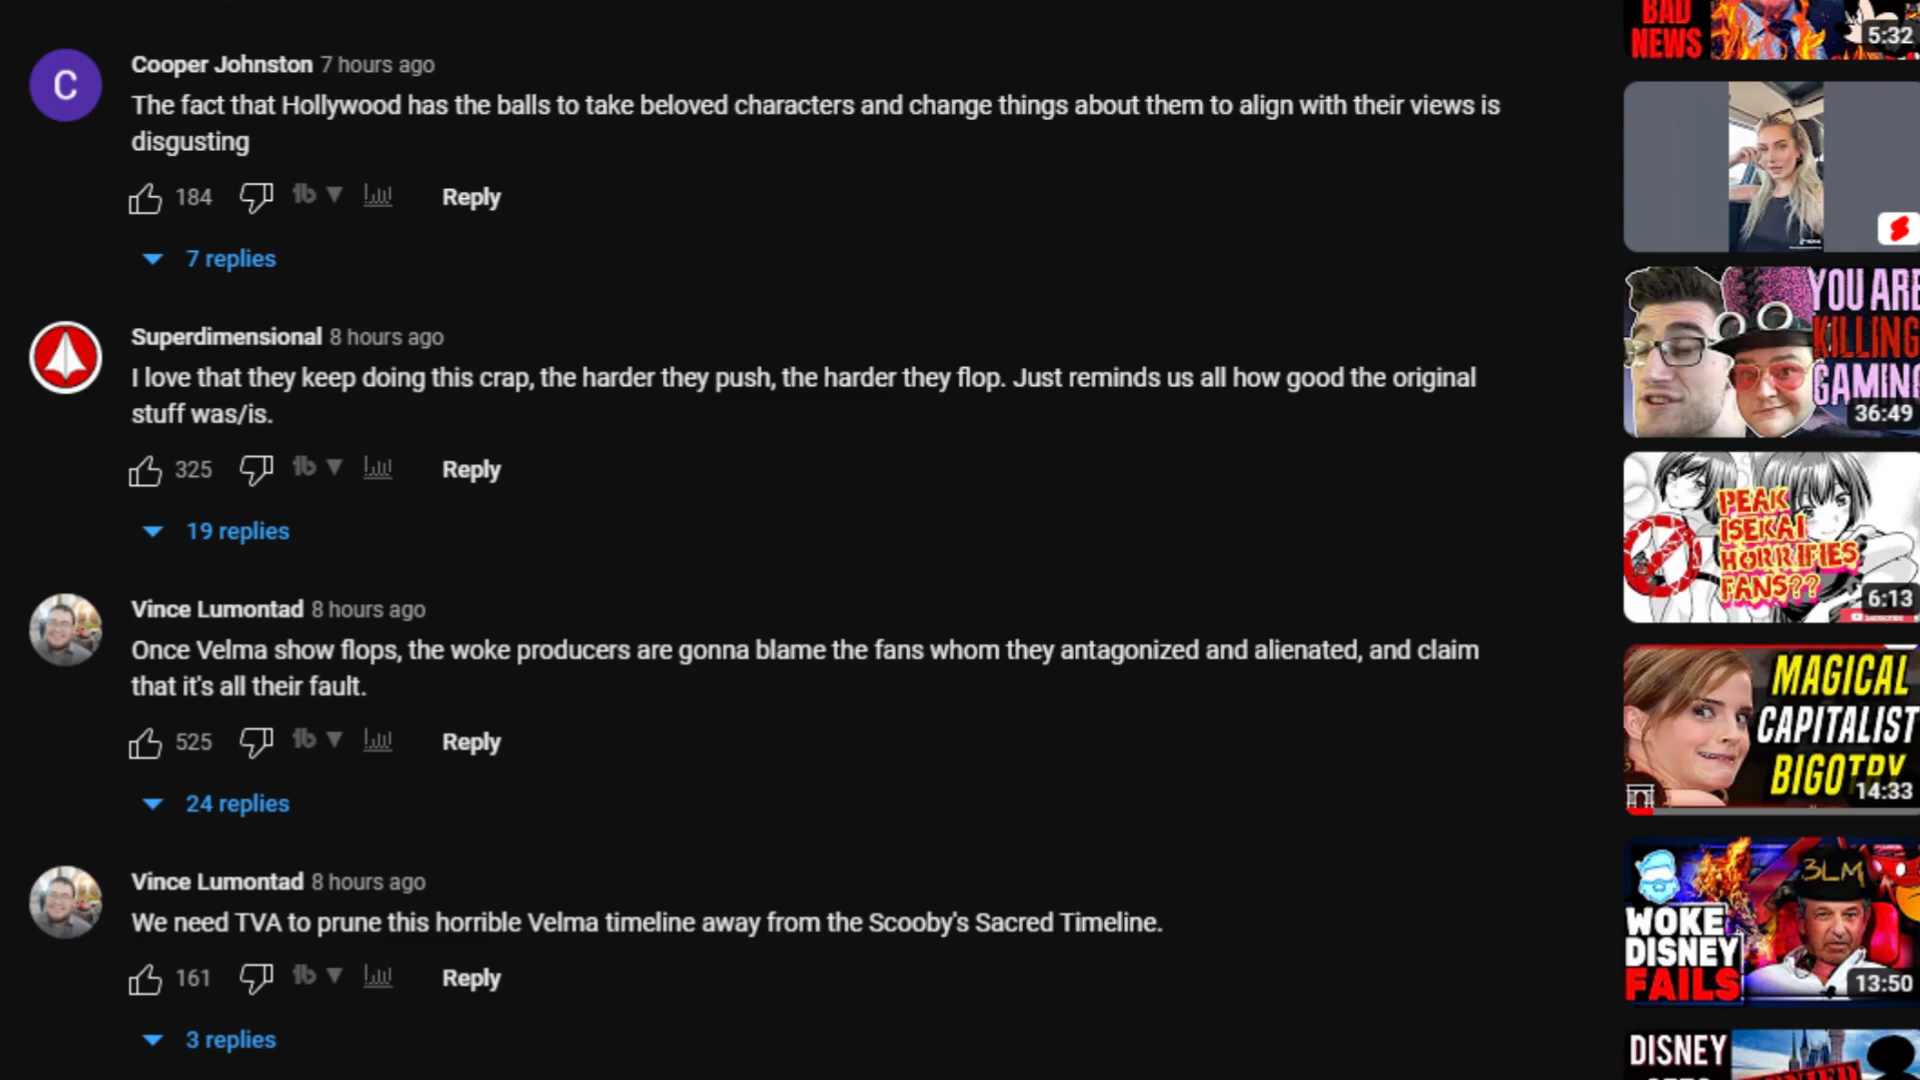 Cooper Johnston 7 hours ago
The fact that Hollywood has the balls to take beloved characters and change things about them to align with their views is
disgusting
184
Reply
7 replies
Superdimensional 8 hours ago
I love that they keep doing this crap, the harder they push, the harder they flop. Just reminds us all how good the original
stuff was/is.
325
Reply
19 replies
Vince Lumontad 8 hours ago
Once Velma show flops, the woke producers are gonna blame the fans whom they antagonized and alienated, and claim
that it's all their fault.
525
Reply
24 replies
Vince Lumontad 8 hours ago
We need TVA to prune this horrible Velma timeline away from the Scooby's Sacred Timeline.
161
Reply
3 replies
C
BAD
NEWS
5:32
YOU ARE
KILLING
GAMING
36:49
PEAK
ISEKAI
HORRIFIES
FANS??
6:13
Subscribe
MAGICAL
CAPITALIST
BIGOTRY
14:33
3LM
WOKE
DISNEY
FAILS
13:50
DISNEY